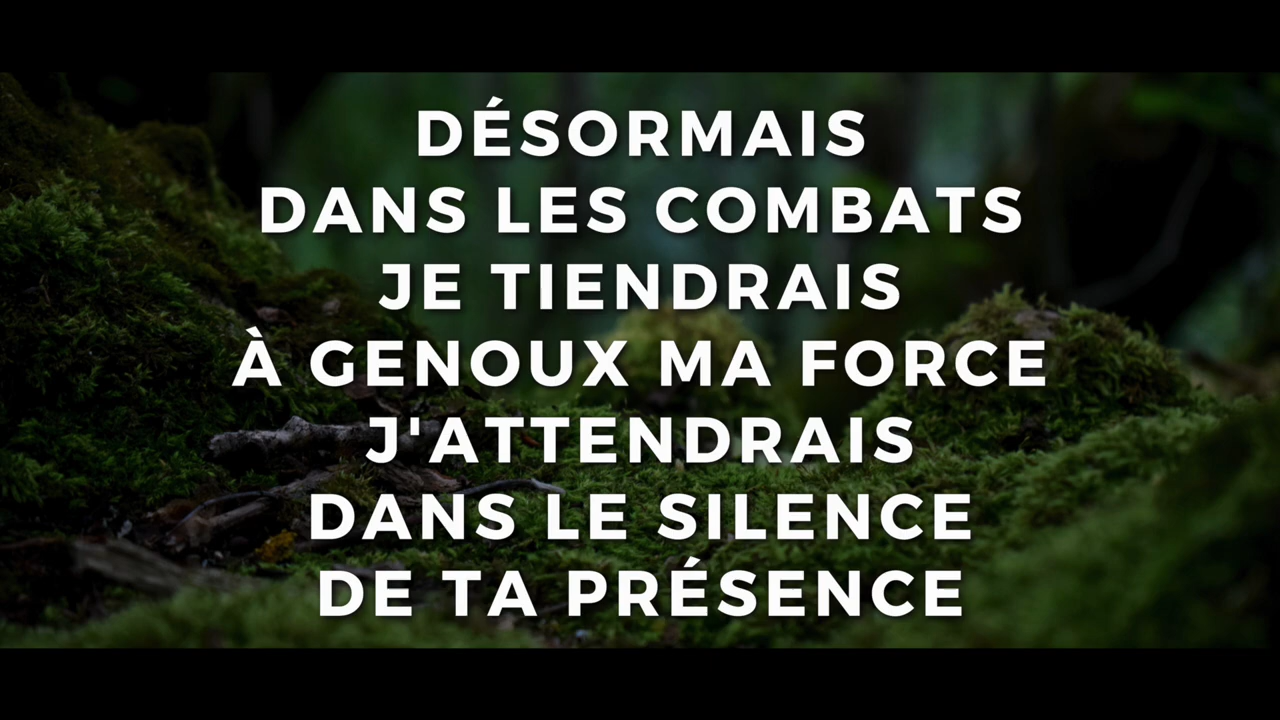 DÉSORMAIS
DANS LES COMBATS
JE TIENDRAIS
À GENOUX MA FORCE
J'ATTENDRAIS
DANS LE SILENCE
DE TA PRÉSENCE